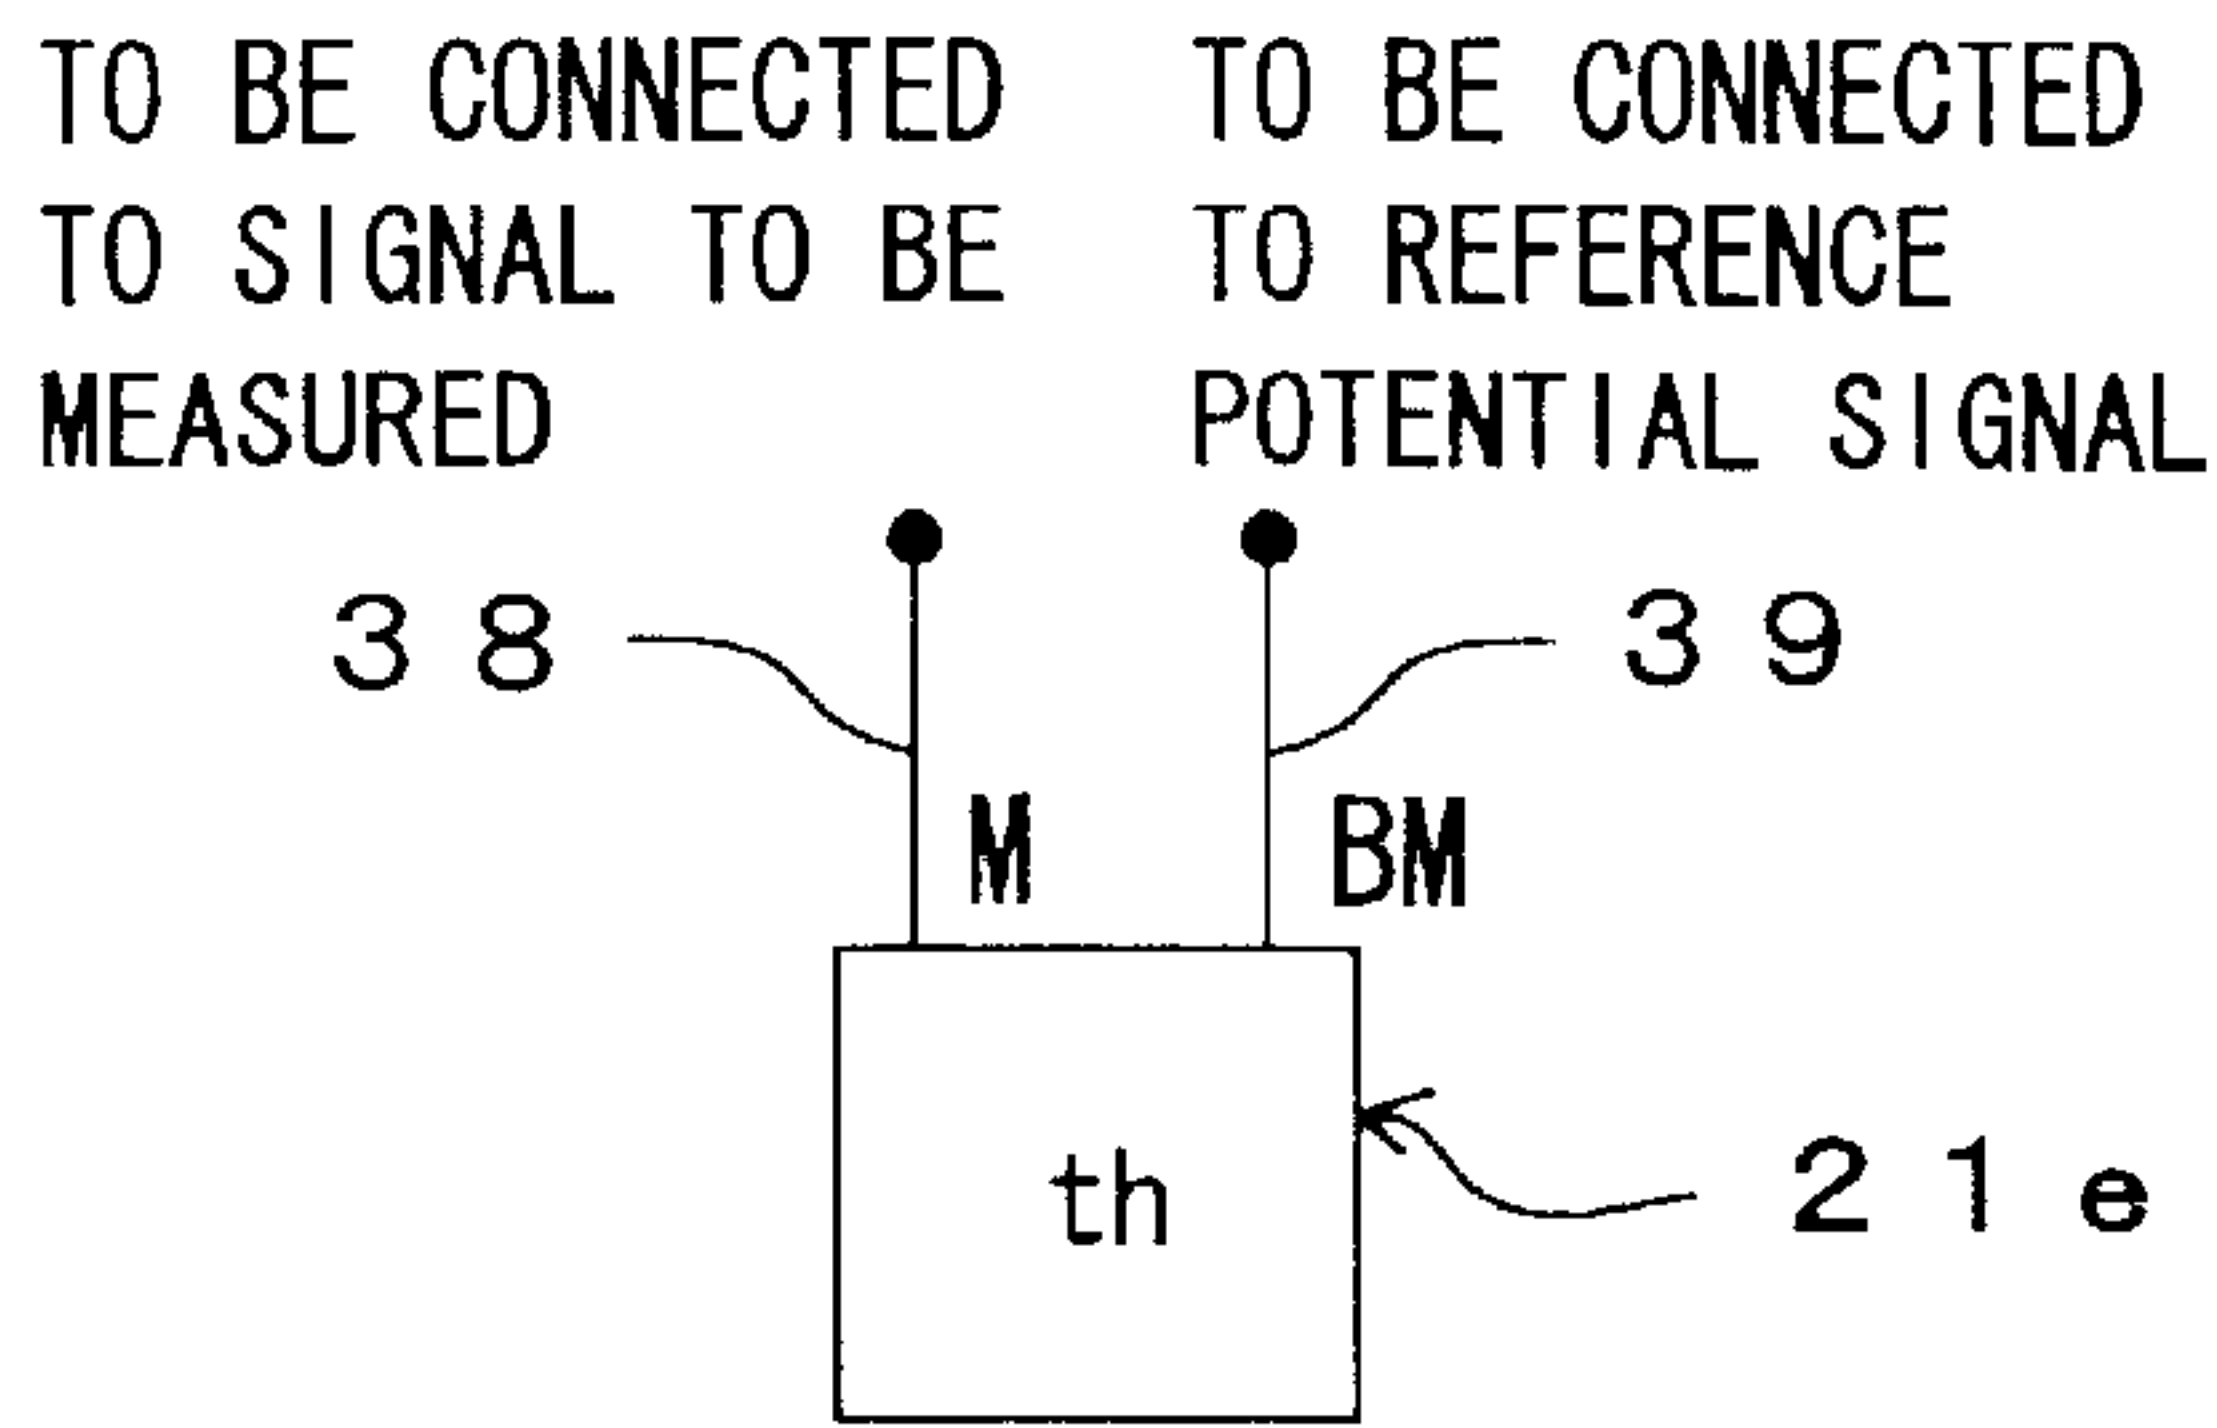 TO BE CONNECTED
TO SIGNAL TO BE
MEASURED
TO BE CONNECTED
TO REFERENCE
POTENTIAL SIGNAL
38
39
M
BM
th
21e